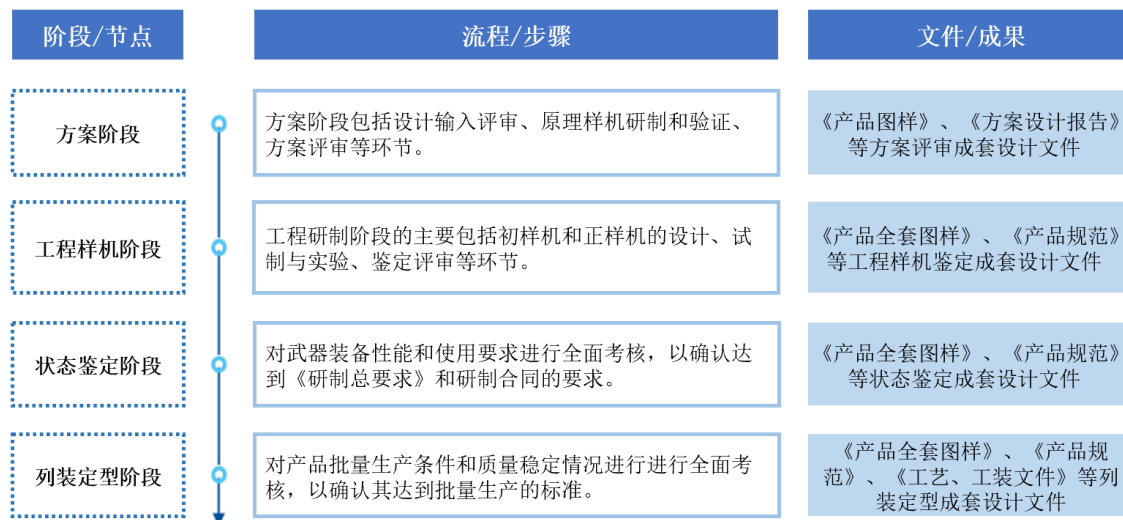 阶段/节点
流程/步骤
文件/成果
方案阶段
方案阶段包括设计输入评审、原理样机研制和验证、
方案评审等环节。
《产品图样》、《方案设计报告》
等方案评审成套设计文件
工程样机阶段
工程研制阶段的主要包括初样机和正样机的设计、试
制与实验、鉴定评审等环节。
《产品全套图样》、《产品规范》
等工程样机鉴定成套设计文件
状态鉴定阶段
对武器装备性能和使用要求进行全面考核，以确认达
到《研制总要求》和研制合同的要求。
《产品全套图样》、《产品规范》
等状态鉴定成套设计文件
列装定型阶段
对产品批量生产条件和质量稳定情况进行进行全面考
核，以确认其达到批量生产的标准。
《产品全套图样》、《产品规
范》、《工艺、工装文件》等列
装定型成套设计文件